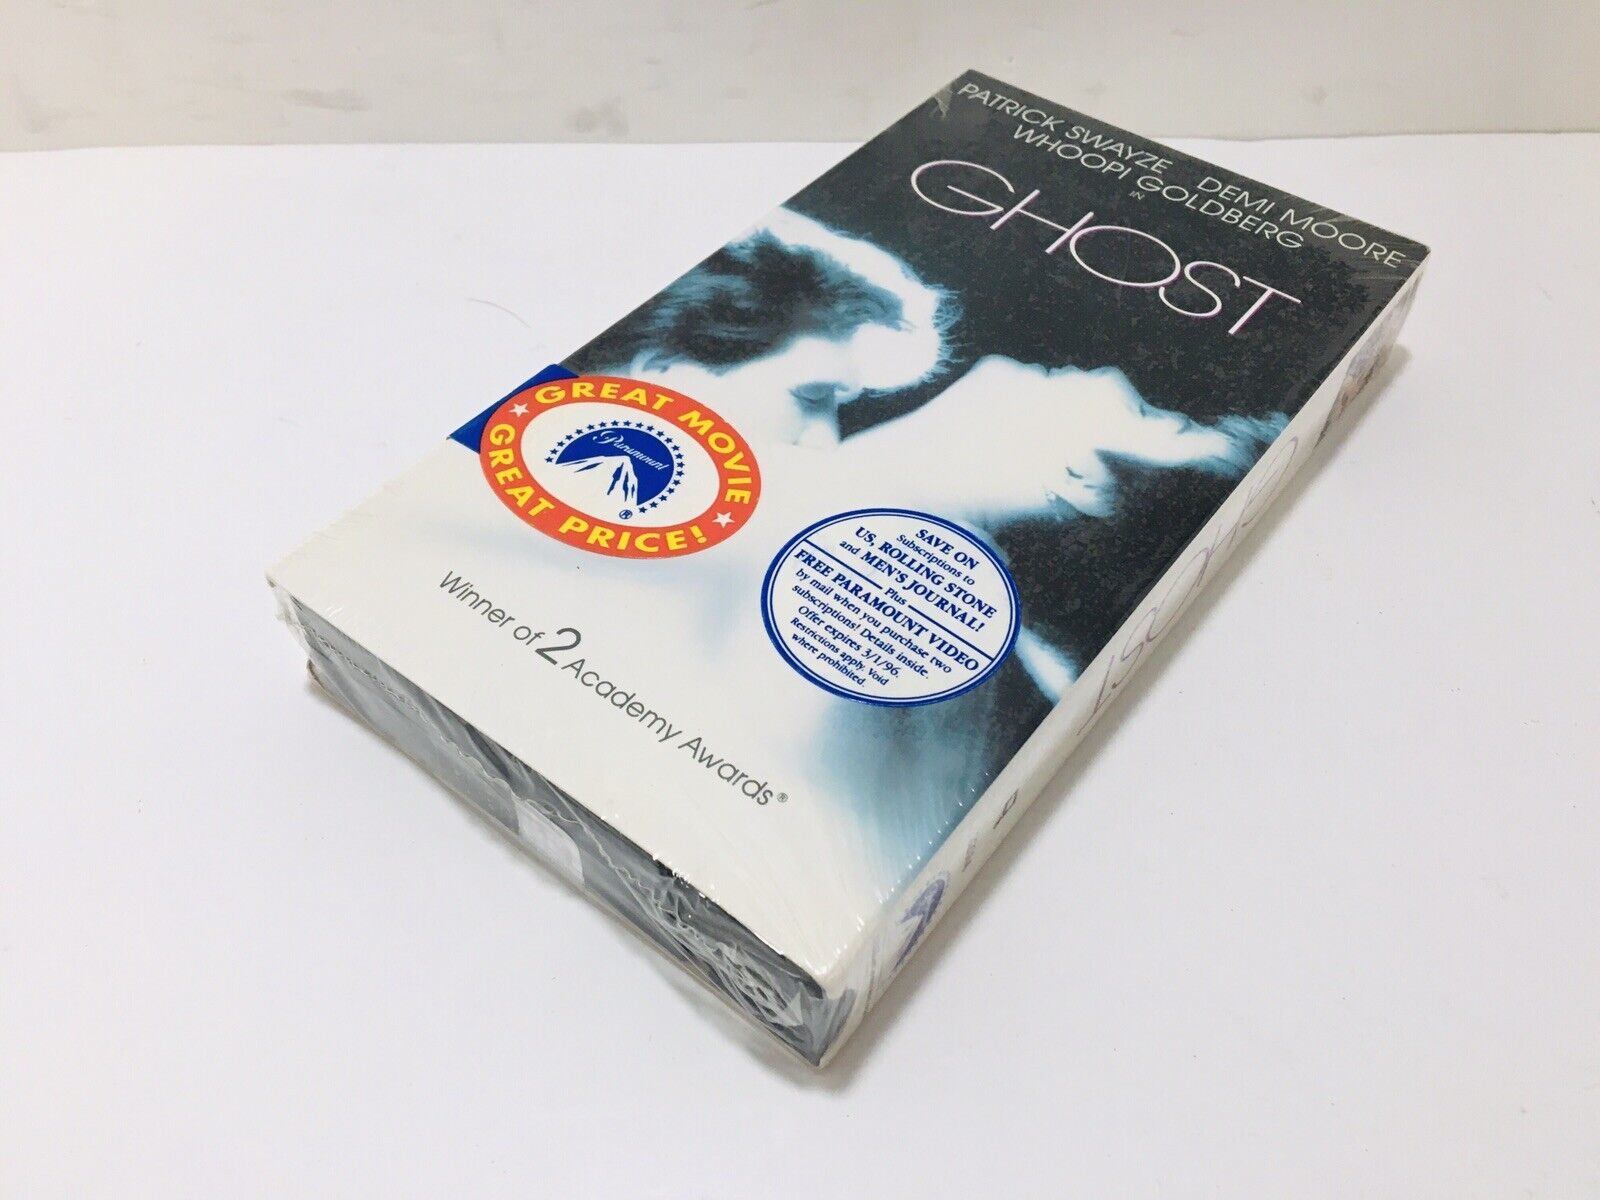 PATRICK SWAYZE DEMI MOORE
WHOOPI GOLDBERG
IN
GHOST
GREAT MOVIE
GREAT PRICE!
Paramount
®
SAVE ON
Subscriptions to
US, ROLLING STONE
and MEN'S JOURNAL!
Plus
FREE PARAMOUNT VIDEO
by mail when you purchase two
subscriptions! Details inside.
Offer expires 3/1/96.
Restrictions apply. Void
where prohibited.
Winner of 2 Academy Awards®
GHOST